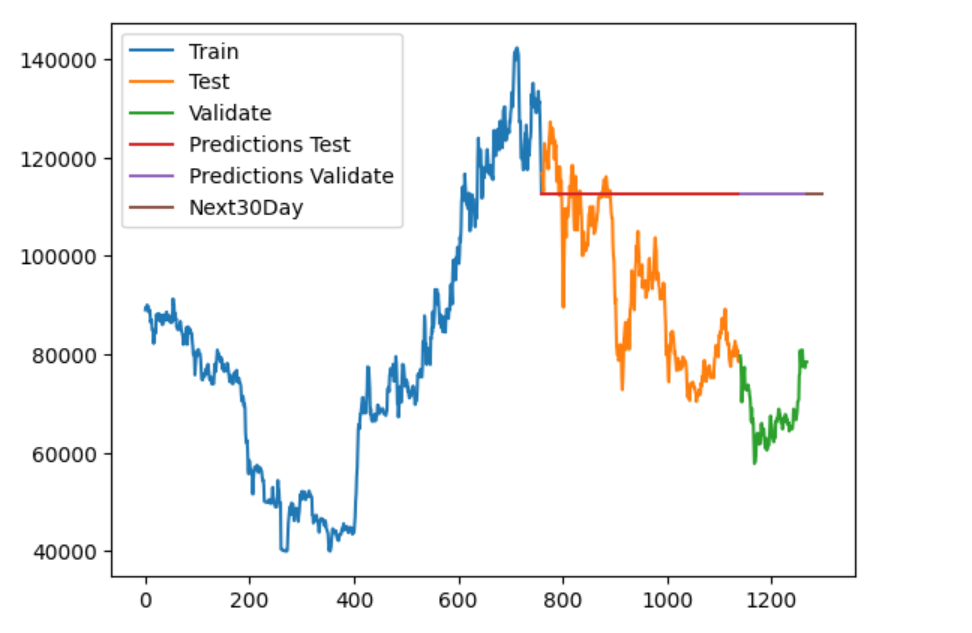 140000
120000
100000
80000
60000
40000
Train
Test
Validate
Predictions Test
Predictions Validate
Next30Day
0 200 400 600 800 1000 1200